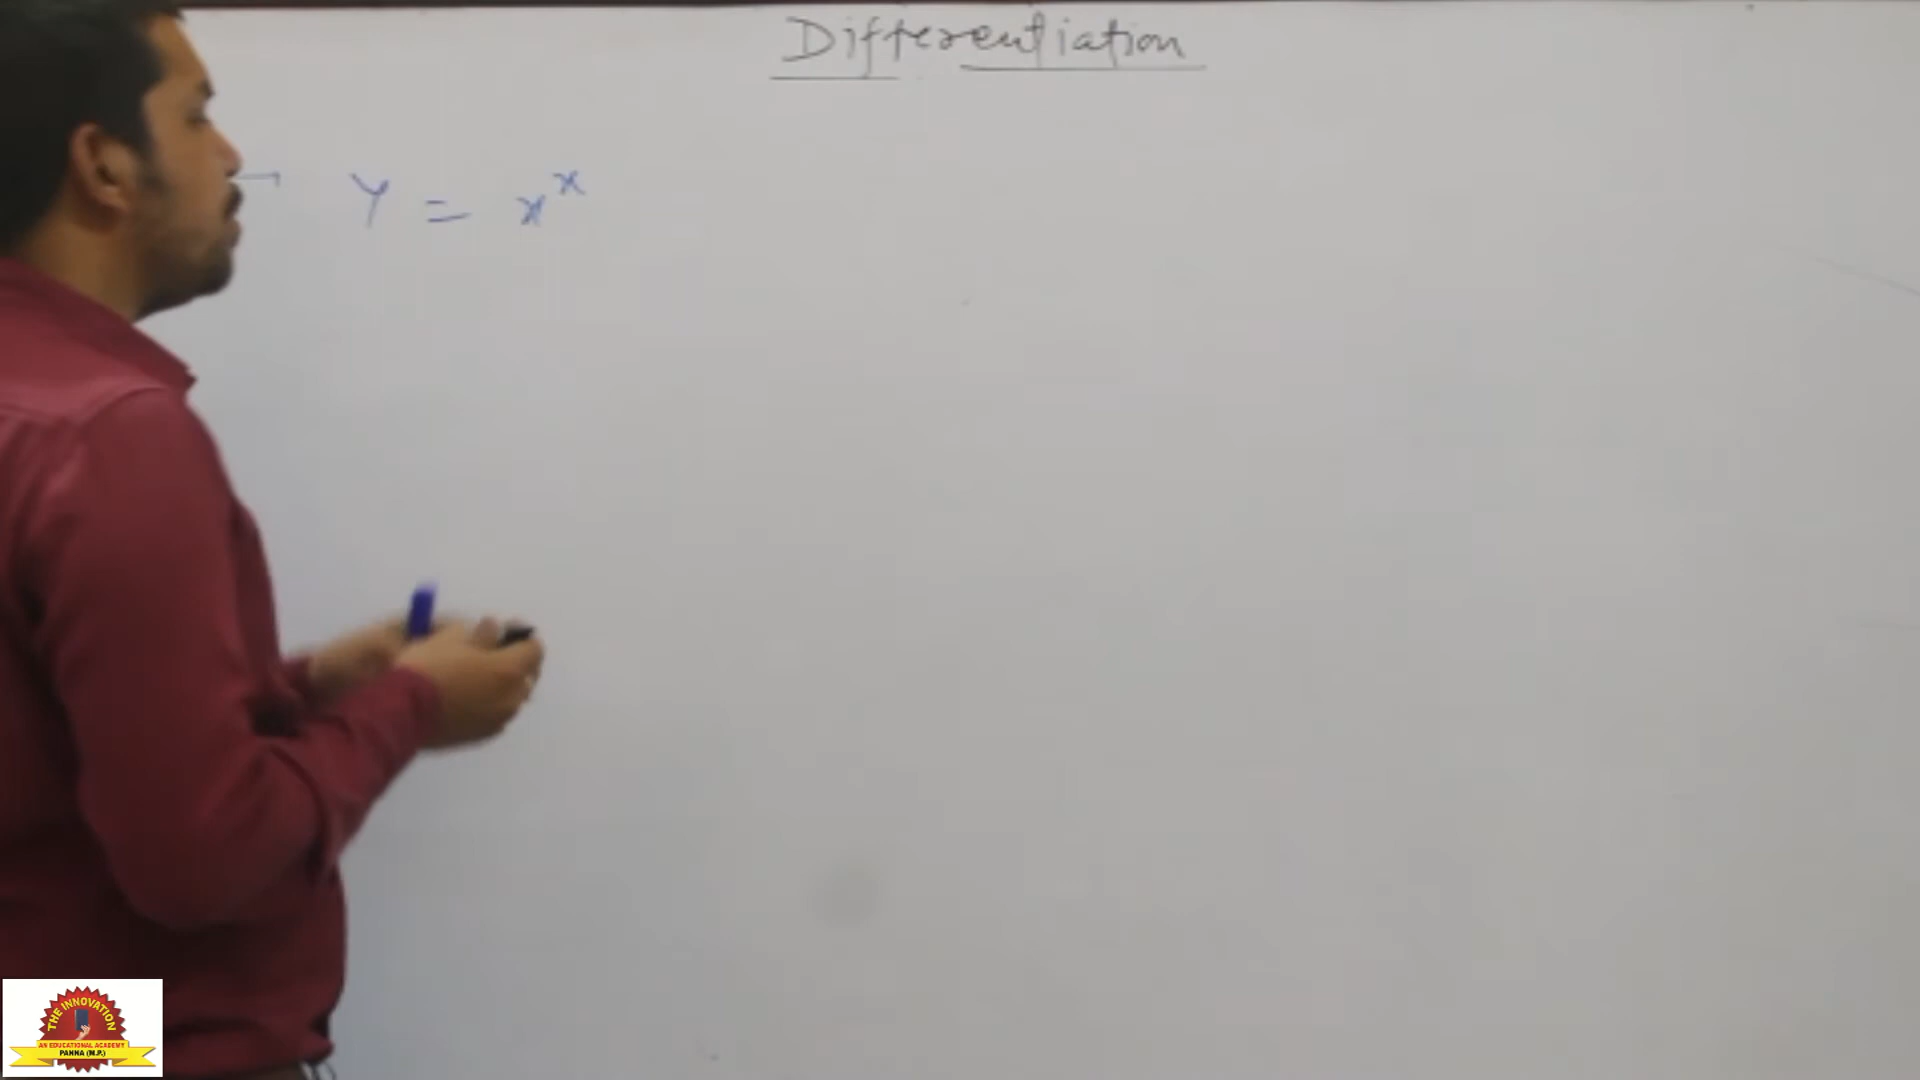 Differentiation
y = x^x
THE INNOVATION
AN EDUCATIONAL ACADEMY
PANNA (M.P.)